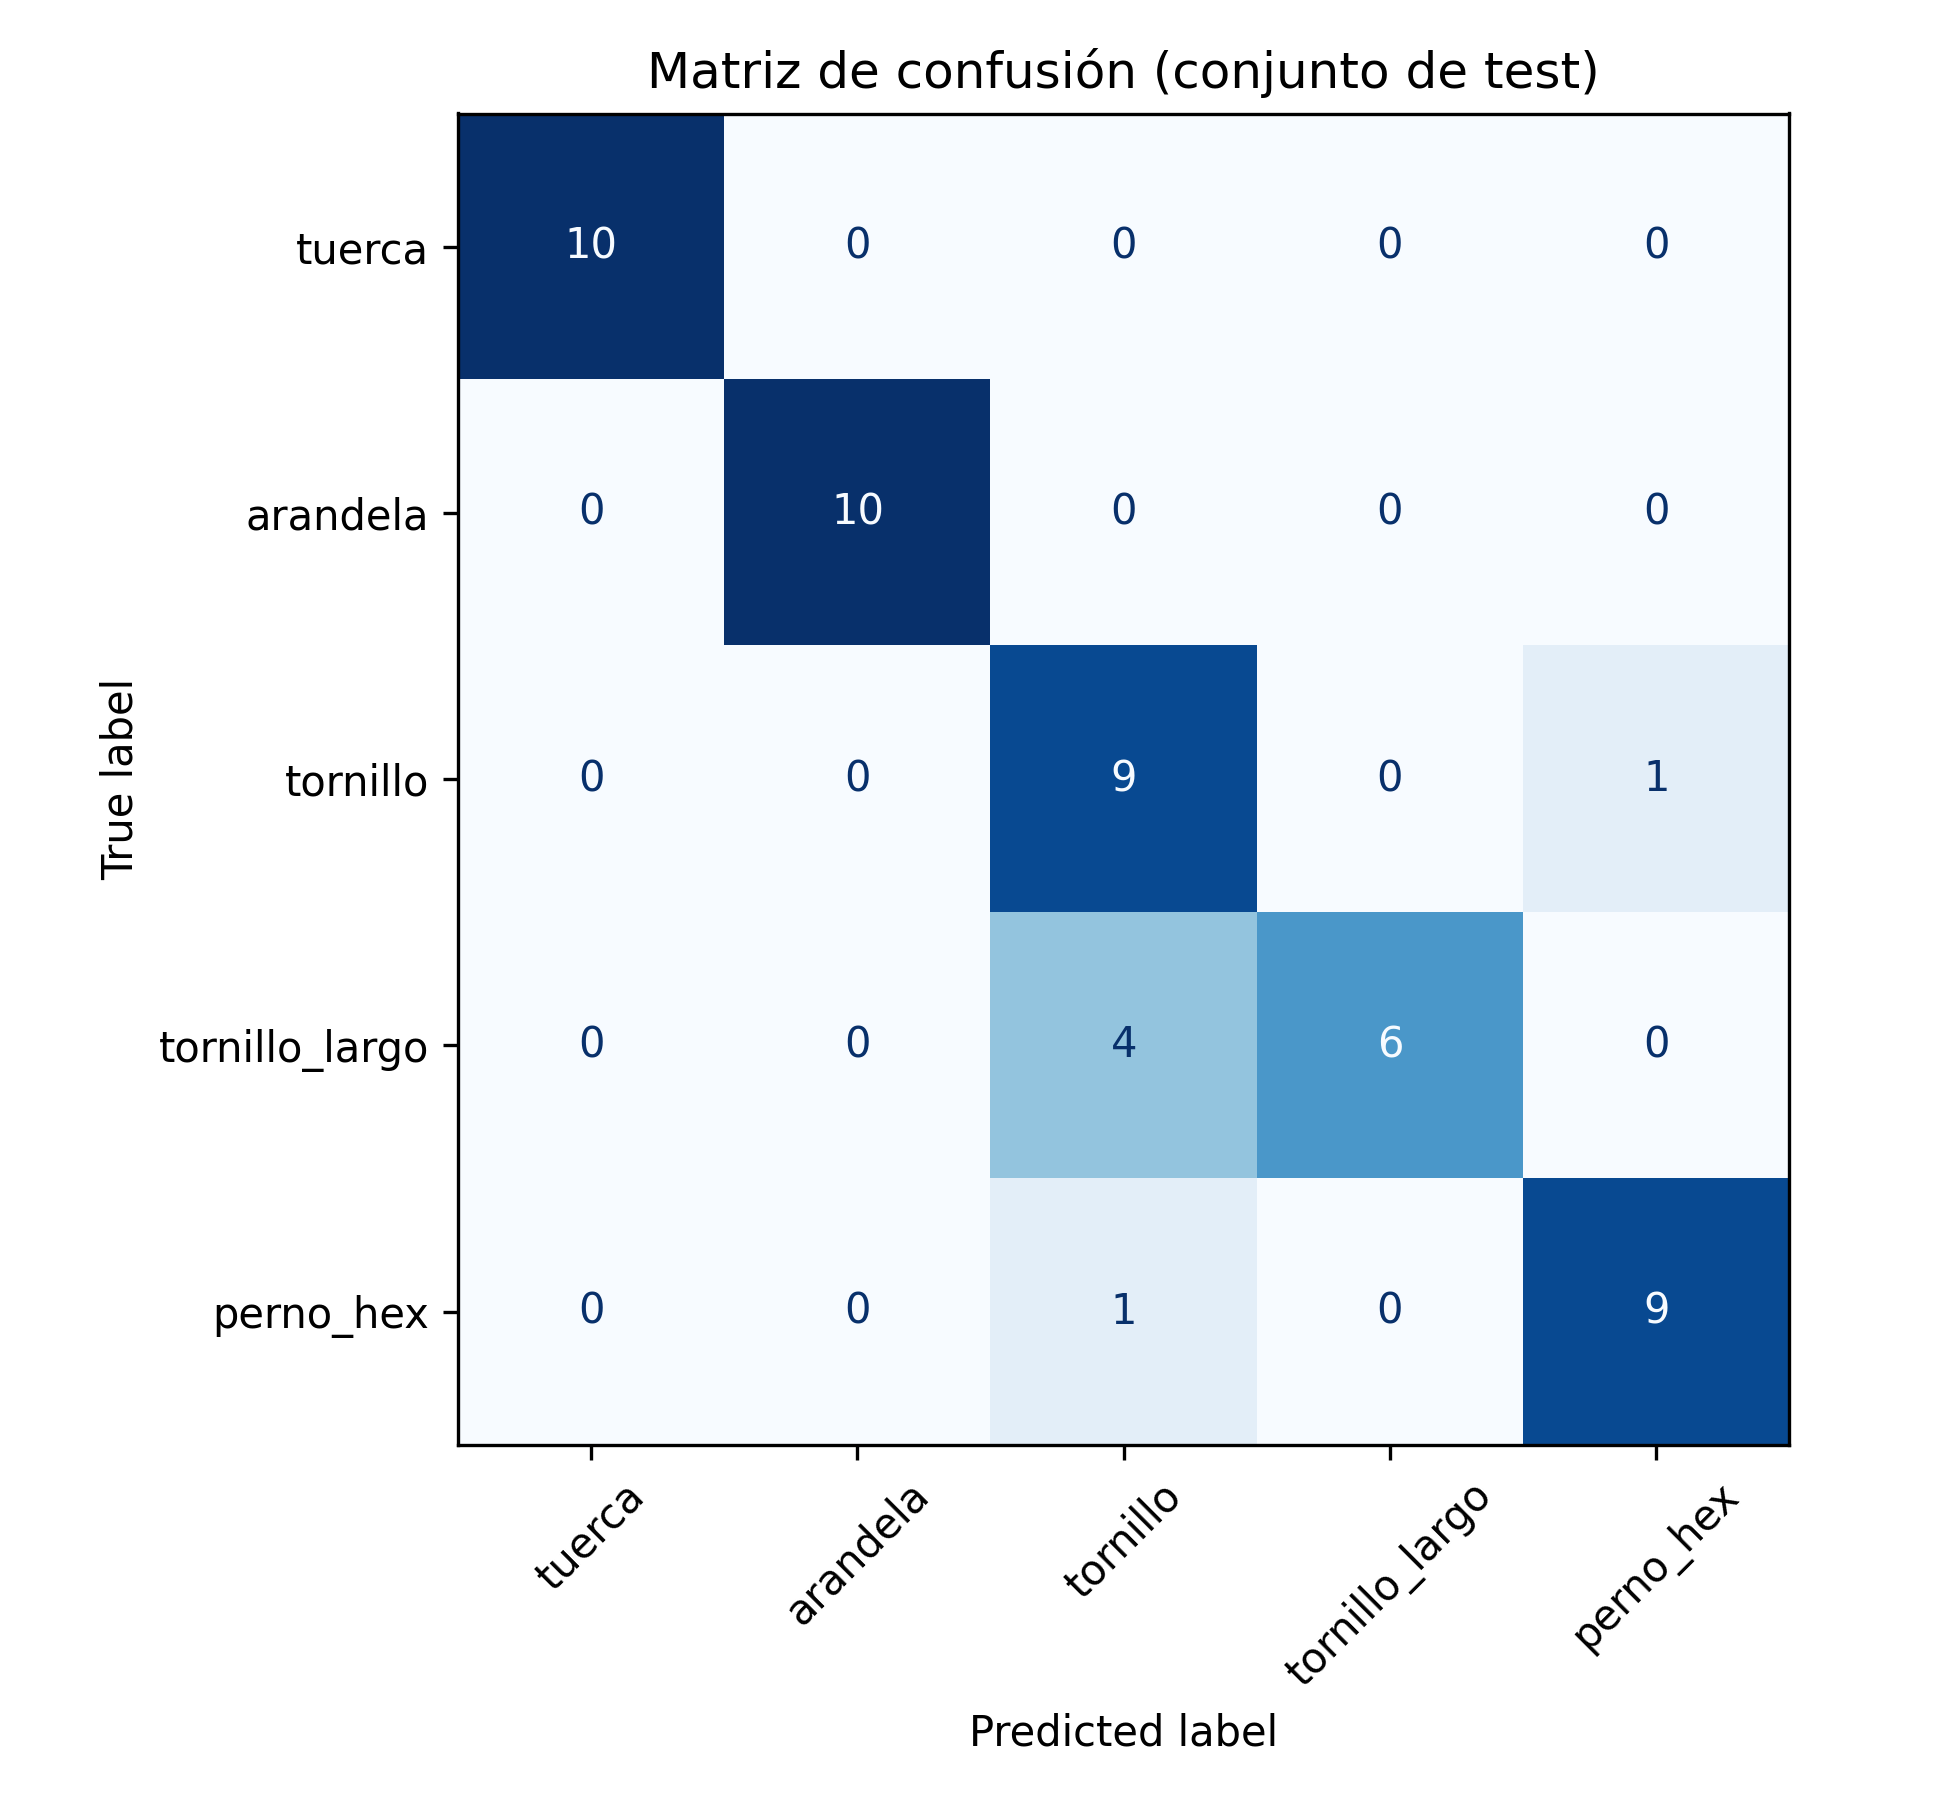 Matriz de confusión (conjunto de test)
tuerca 10 0 0 0 0
arandela 0 10 0 0 0
tornillo 0 0 9 0 1
tornillo_largo 0 0 4 6 0
perno_hex 0 0 1 0 9
True label
tuerca arandela tornillo tornillo_largo perno_hex
Predicted label